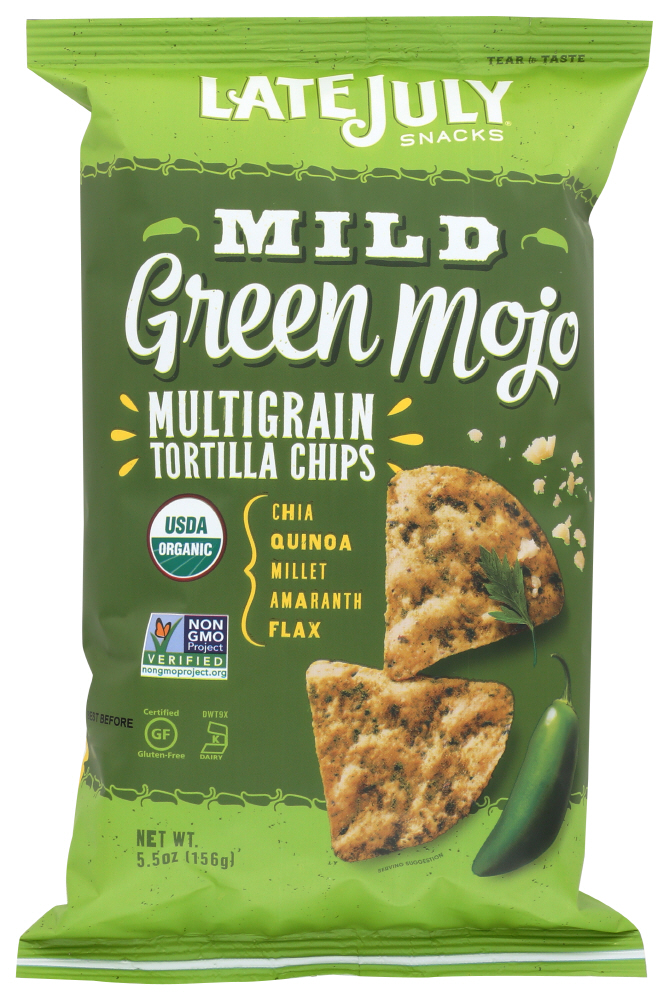 TEAR to TASTE
LATE JULY
SNACKS
MILD
Green Mojo
MULTIGRAIN
TORTILLA CHIPS
USDA
ORGANIC
CHIA
QUINOA
MILLET
AMARANTH
FLAX
NON
GMO
Project
VERIFIED
nongmoproject.org
BEST BEFORE
Certified
GF
Gluten-Free
DWT9X
K
DAIRY
NET WT.
5.5oz (156g)
SERVING SUGGESTION